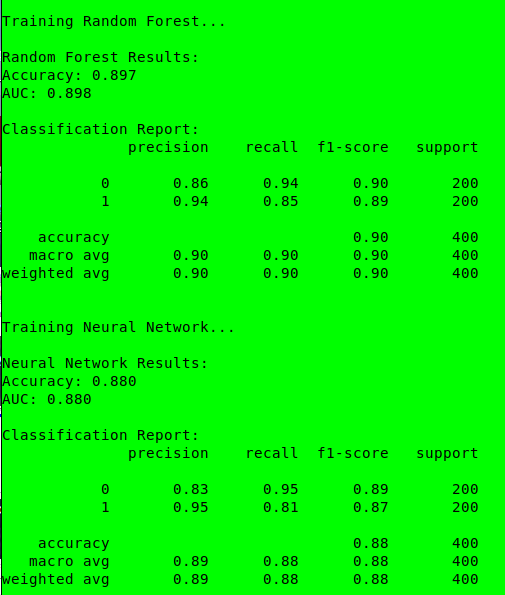 Training Random Forest...
Random Forest Results:
Accuracy: 0.897
AUC: 0.898
Classification Report:
precision recall f1-score support
0 0.86 0.94 0.90 200
1 0.94 0.85 0.89 200
accuracy 0.90 400
macro avg 0.90 0.90 0.90 400
weighted avg 0.90 0.90 0.90 400
Training Neural Network...
Neural Network Results:
Accuracy: 0.880
AUC: 0.880
Classification Report:
precision recall f1-score support
0 0.83 0.95 0.89 200
1 0.95 0.81 0.87 200
accuracy 0.88 400
macro avg 0.89 0.88 0.88 400
weighted avg 0.89 0.88 0.88 400